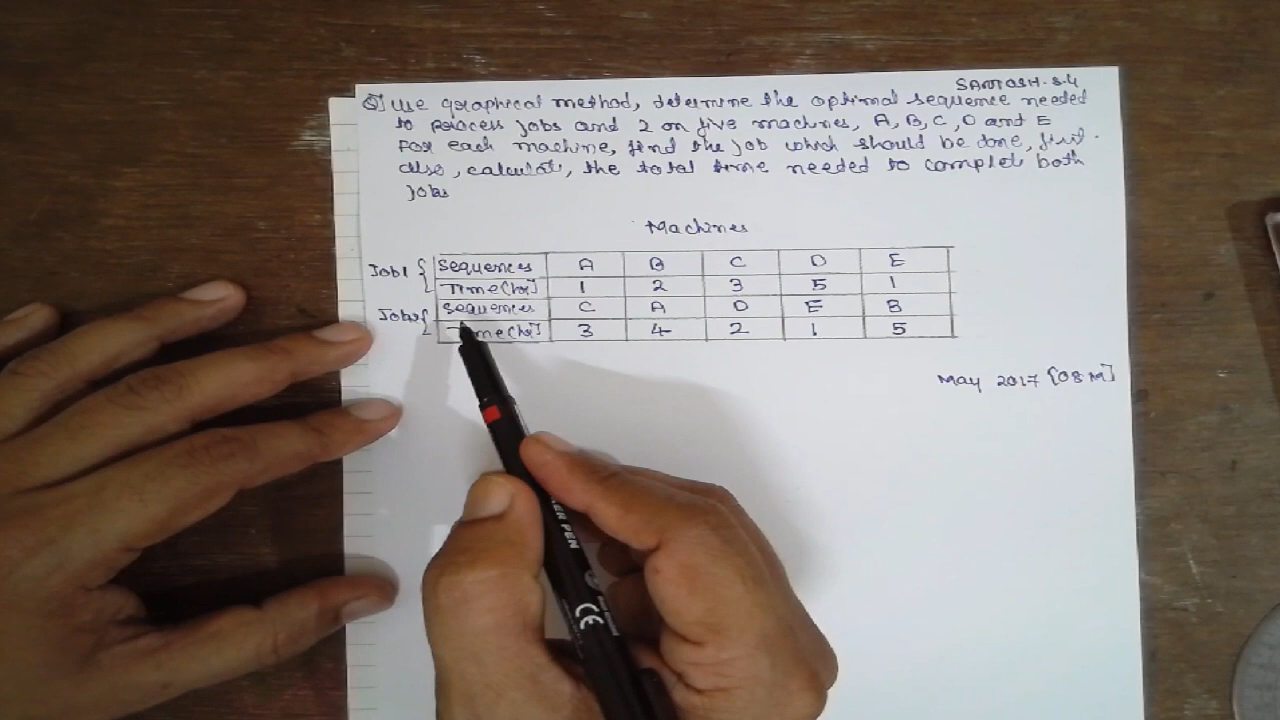 SANTOSH.S.4
Q] Use graphical method, determine the optimal sequence needed
to process jobs and 2 on five machines, A, B, C, D and E
For each machine, find the job which should be done, first.
also, calculate, the total time needed to complete both
Jobs
Machines
Job1 { Sequences A B C D E
Time[hr] 1 2 3 5 1
Job2 { Sequences C A D E B
Time[hr] 3 4 2 1 5
May 2017 [08 M]
PEN
CE